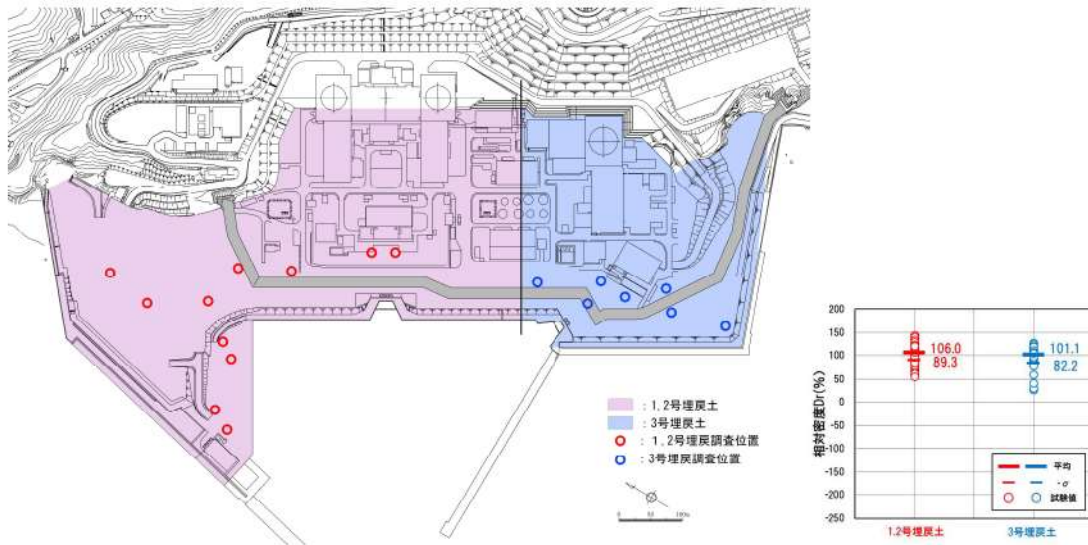 : 1, 2号埋戻土
: 3号埋戻土
: 1, 2号埋戻調査位置
: 3号埋戻調査位置
0 50 100m
相対密度Dr(%)
200
150
100
50
0
-50
-100
-150
-200
-250
106.0
89.3
101.1
82.2
平均
-σ
試験値
1.2号埋戻土
3号埋戻土